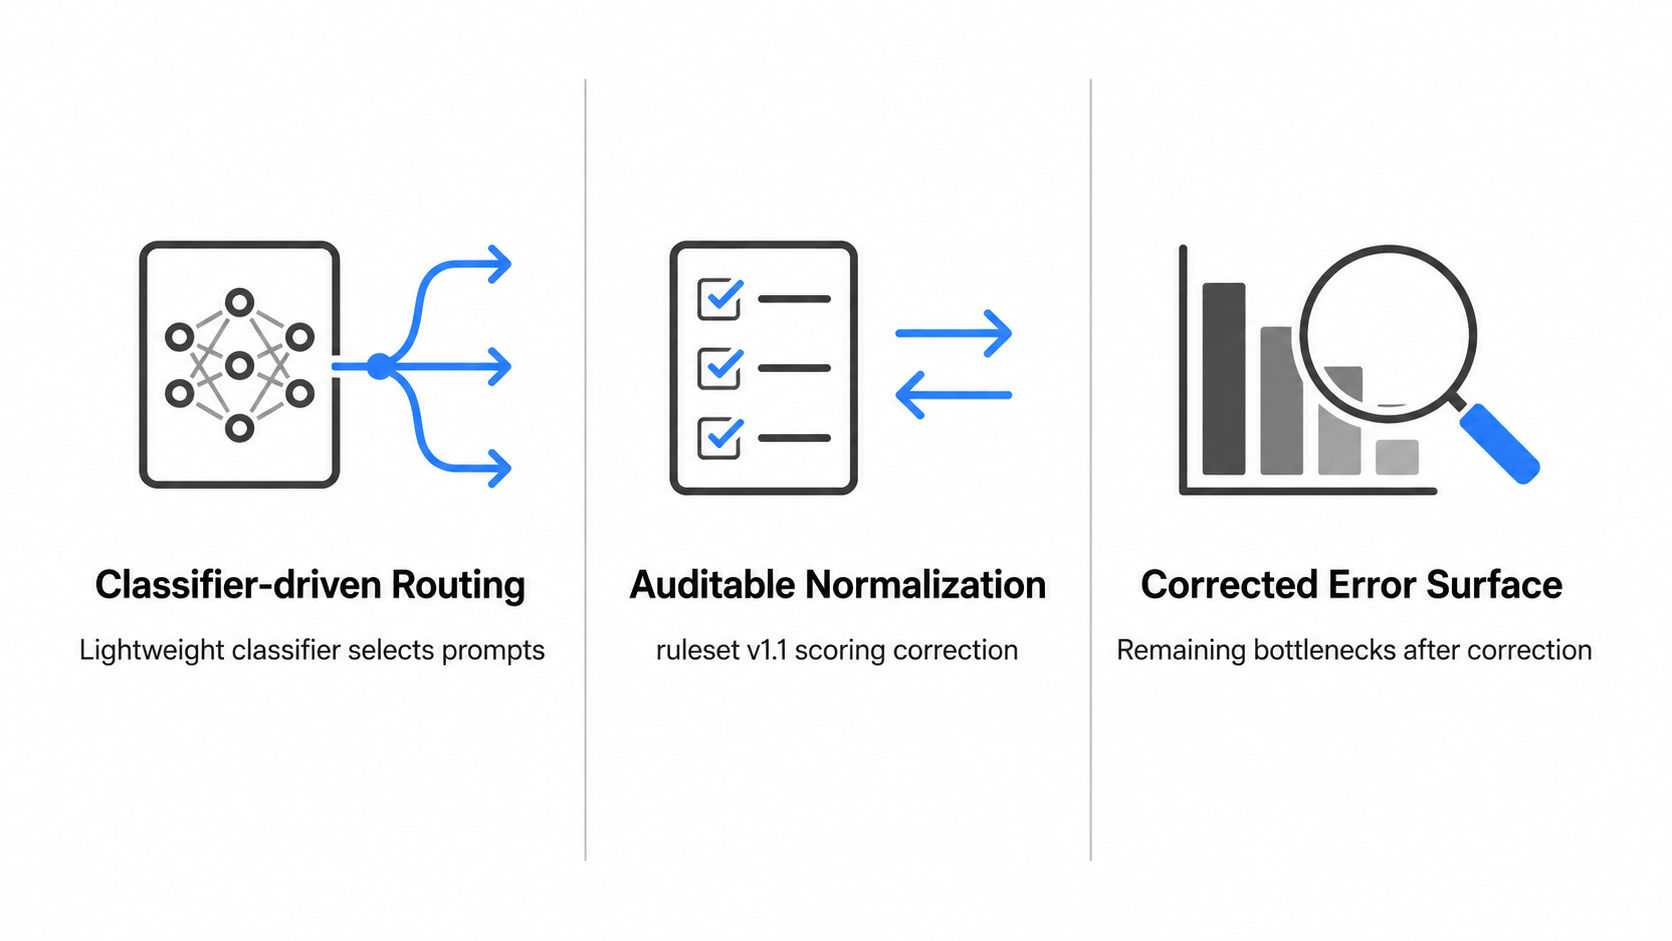 Classifier-driven Routing
Lightweight classifier selects prompts
Auditable Normalization
ruleset v1.1 scoring correction
Corrected Error Surface
Remaining bottlenecks after correction